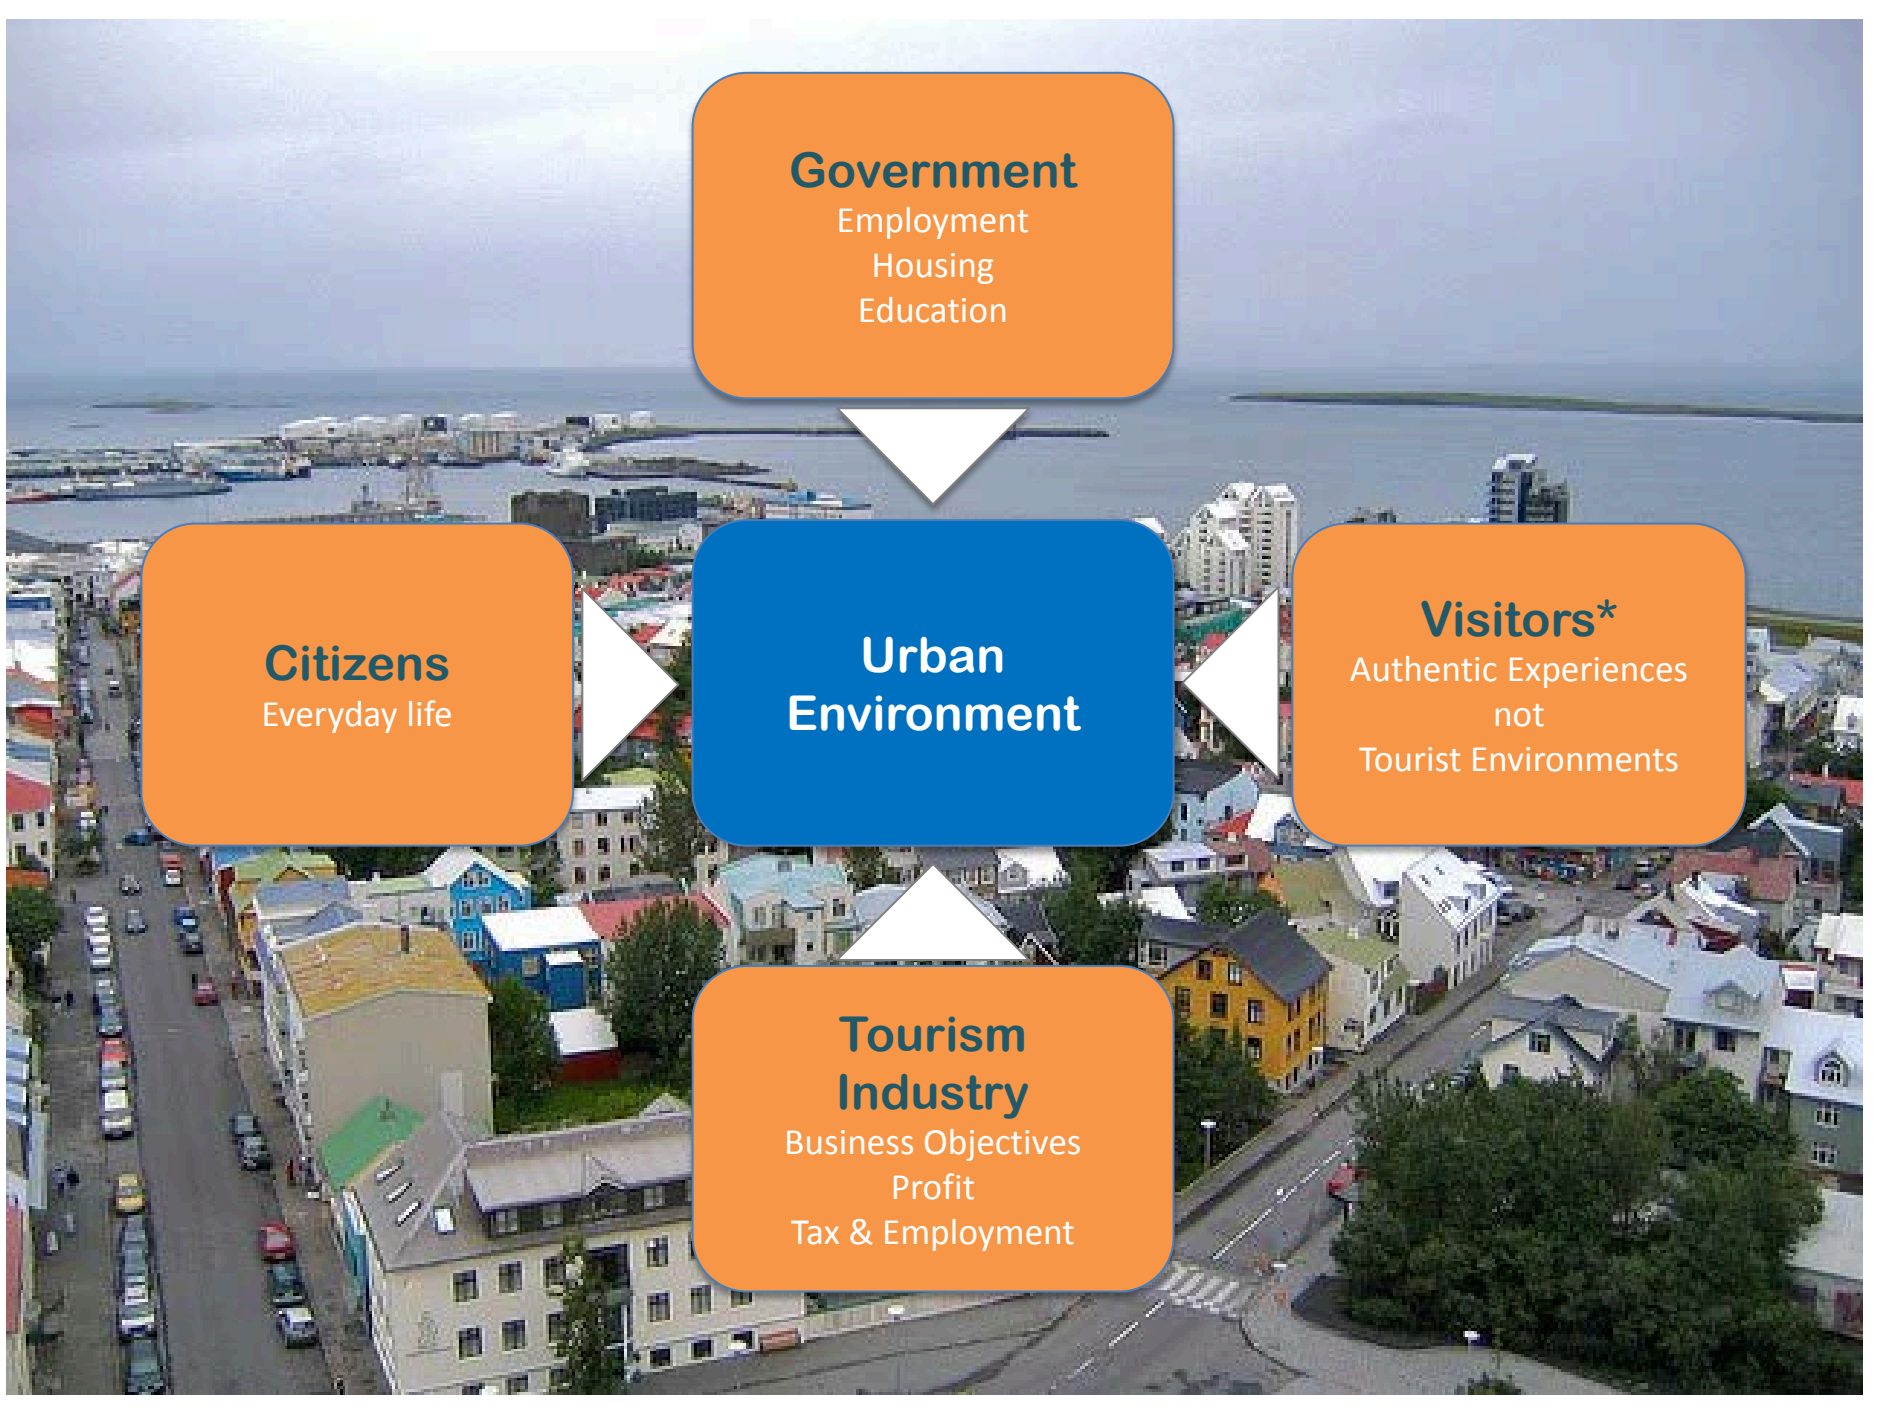 Government
Employment
Housing
Education
Citizens
Everyday life
Urban
Environment
Visitors*
Authentic Experiences
not
Tourist Environments
Tourism
Industry
Business Objectives
Profit
Tax & Employment